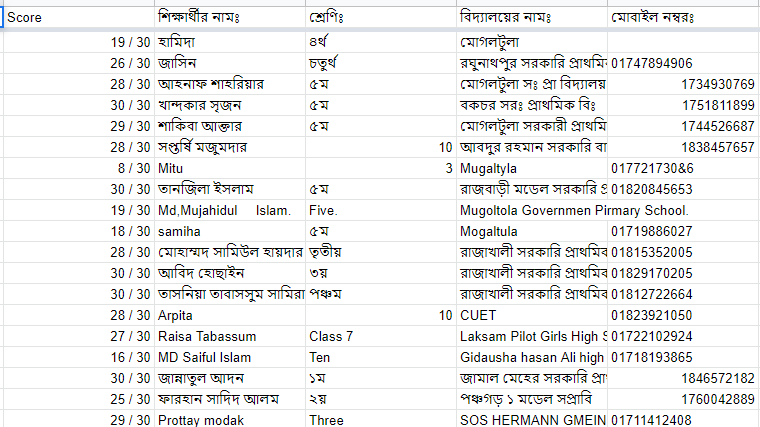 Score শিক্ষার্থীর নামঃ শ্রেণিঃ বিদ্যালয়ের নামঃ মোবাইল নম্বরঃ
19 / 30 হামিদা ৪র্থ মোগলটুলা
26 / 30 জাসিন চতুর্থ রঘুনাথপুর সরকারি প্রাথমি 01747894906
28 / 30 আহনাফ শাহরিয়ার ৫ম মোগলটুলা সঃ প্রা বিদ্যালয় 1734930769
30 / 30 খান্দকার সৃজন ৫ম বকচর সরঃ প্রাথমিক বিঃ 1751811899
29 / 30 শাকিবা আক্তার ৫ম মোগলটুলা সরকারী প্রাথমি 1744526687
28 / 30 সপ্তর্ষি মজুমদার 10 আবদুর রহমান সরকারি বা 1838457657
8 / 30 Mitu 3 Mugaltyla 017721730&6
30 / 30 তানজিলা ইসলাম ৫ম রাজবাড়ী মডেল সরকারি প্র 01820845653
19 / 30 Md,Mujahidul Islam. Five. Mugoltola Governmen Pirmary School.
18 / 30 samiha ৫ম Mogaltula 01719886027
28 / 30 মোহাম্মদ সামিউল হায়দার তৃতীয় রাজাখালী সরকারি প্রাথমিব 01815352005
30 / 30 আবিদ হোছাইন ৩য় রাজাখালী সরকারি প্রাথমিব 01829170205
30 / 30 তাসনিয়া তাবাসসুম সামিরা পঞ্চম রাজাখালী সরকারি প্রাথমিব 01812722664
28 / 30 Arpita 10 CUET 01823921050
27 / 30 Raisa Tabassum Class 7 Laksam Pilot Girls High S 01722102924
16 / 30 MD Saiful Islam Ten Gidausha hasan Ali high 01718193865
30 / 30 জান্নাতুল আদন ১ম জামাল মেহের সরকারি প্রা 1846572182
25 / 30 ফারহান সাদিদ আলম ২য় পঞ্চগড় ১ মডেল সপ্রাবি 1760042889
29 / 30 Prottay modak Three SOS HERMANN GMEIN 01711412408